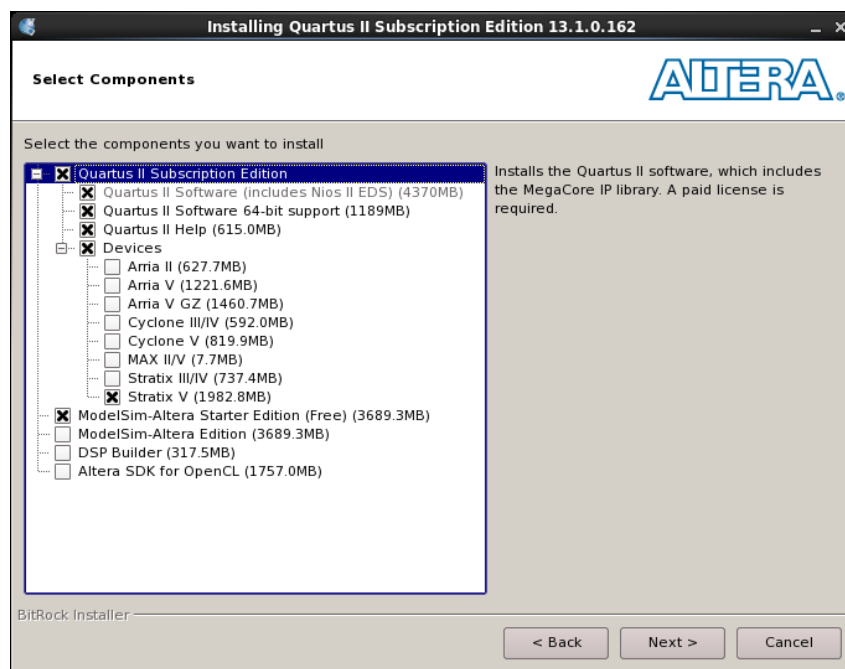 Installing Quartus II Subscription Edition 13.1.0.162
Select Components
ALTERA®
Select the components you want to install
Quartus II Subscription Edition
Quartus II Software (includes Nios II EDS) (4370MB)
Quartus II Software 64-bit support (1189MB)
Quartus II Help (615.0MB)
Devices
Arria II (627.7MB)
Arria V (1221.6MB)
Arria V GZ (1460.7MB)
Cyclone III/IV (592.0MB)
Cyclone V (819.9MB)
MAX II/V (7.7MB)
Stratix III/IV (737.4MB)
Stratix V (1982.8MB)
ModelSim-Altera Starter Edition (Free) (3689.3MB)
ModelSim-Altera Edition (3689.3MB)
DSP Builder (317.5MB)
Altera SDK for OpenCL (1757.0MB)
Installs the Quartus II software, which includes
the MegaCore IP library. A paid license is
required.
BitRock Installer
< Back
Next >
Cancel